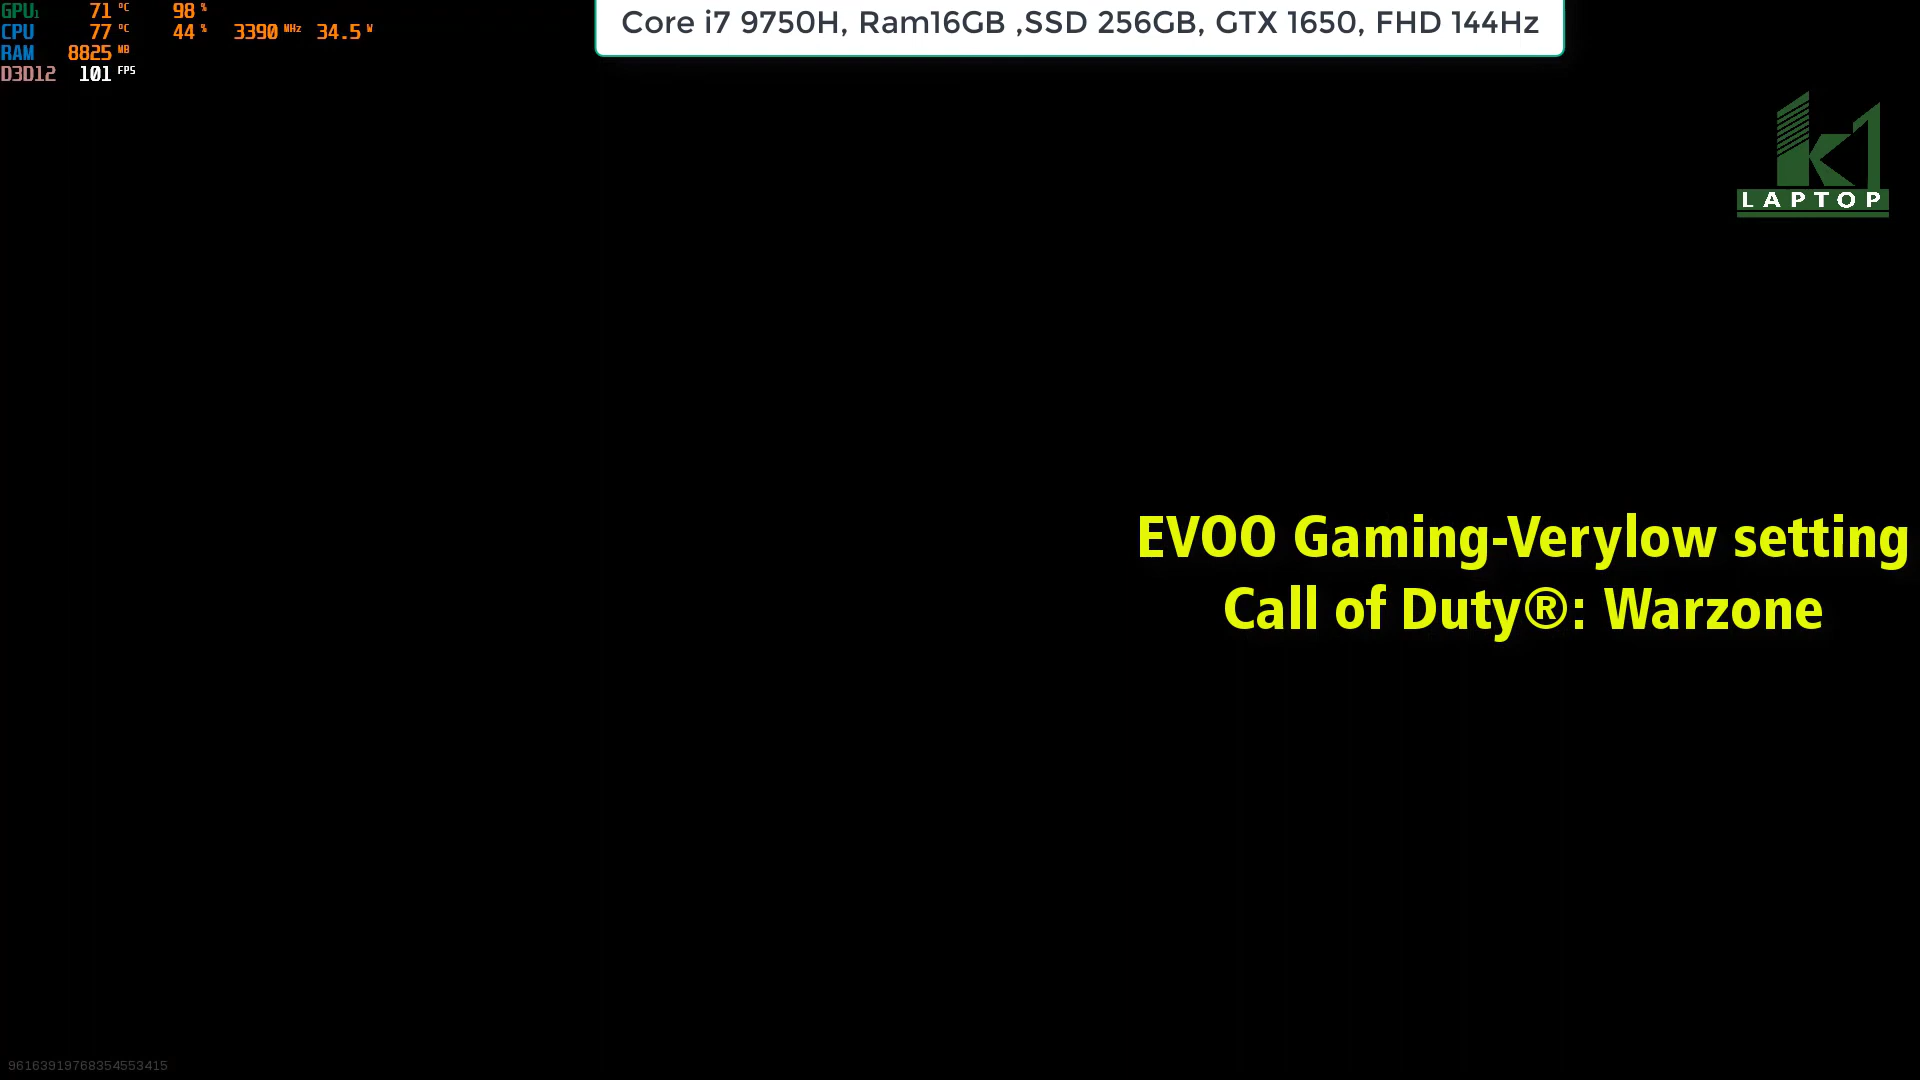 GPU1 71 °C 98 %
CPU 77 °C 44 % 3390 MHz 34.5 W
RAM 8825 MB
D3D12 101 FPS
Core i7 9750H, Ram16GB ,SSD 256GB, GTX 1650, FHD 144Hz
k1
LAPTOP
EVOO Gaming-Verylow setting
Call of Duty®: Warzone
96163919768354553415